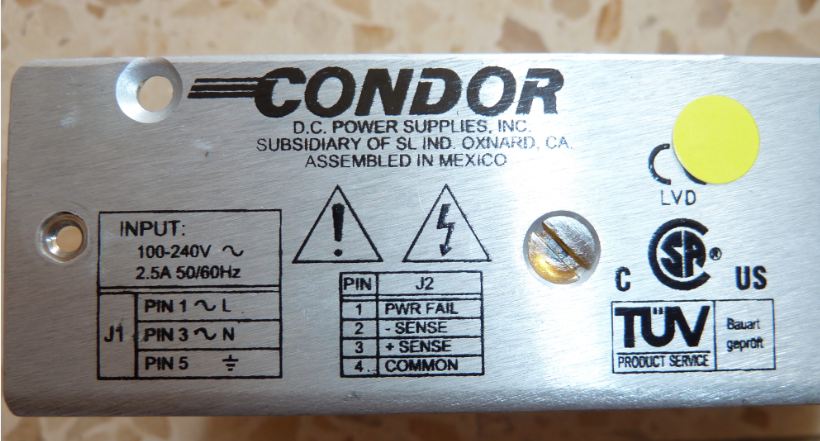 CONDOR
D.C. POWER SUPPLIES, INC.
SUBSIDIARY OF SL IND. OXNARD, CA.
ASSEMBLED IN MEXICO
INPUT:
100-240V ∿
2.5A 50/60Hz
J1
PIN 1 ∿ L
PIN 3 ∿ N
PIN 5 ⏚
PIN J2
1 PWR FAIL
2 - SENSE
3 + SENSE
4 COMMON
LVD
C SA ® US
TÜV
PRODUCT SERVICE
Bauart
geprüft